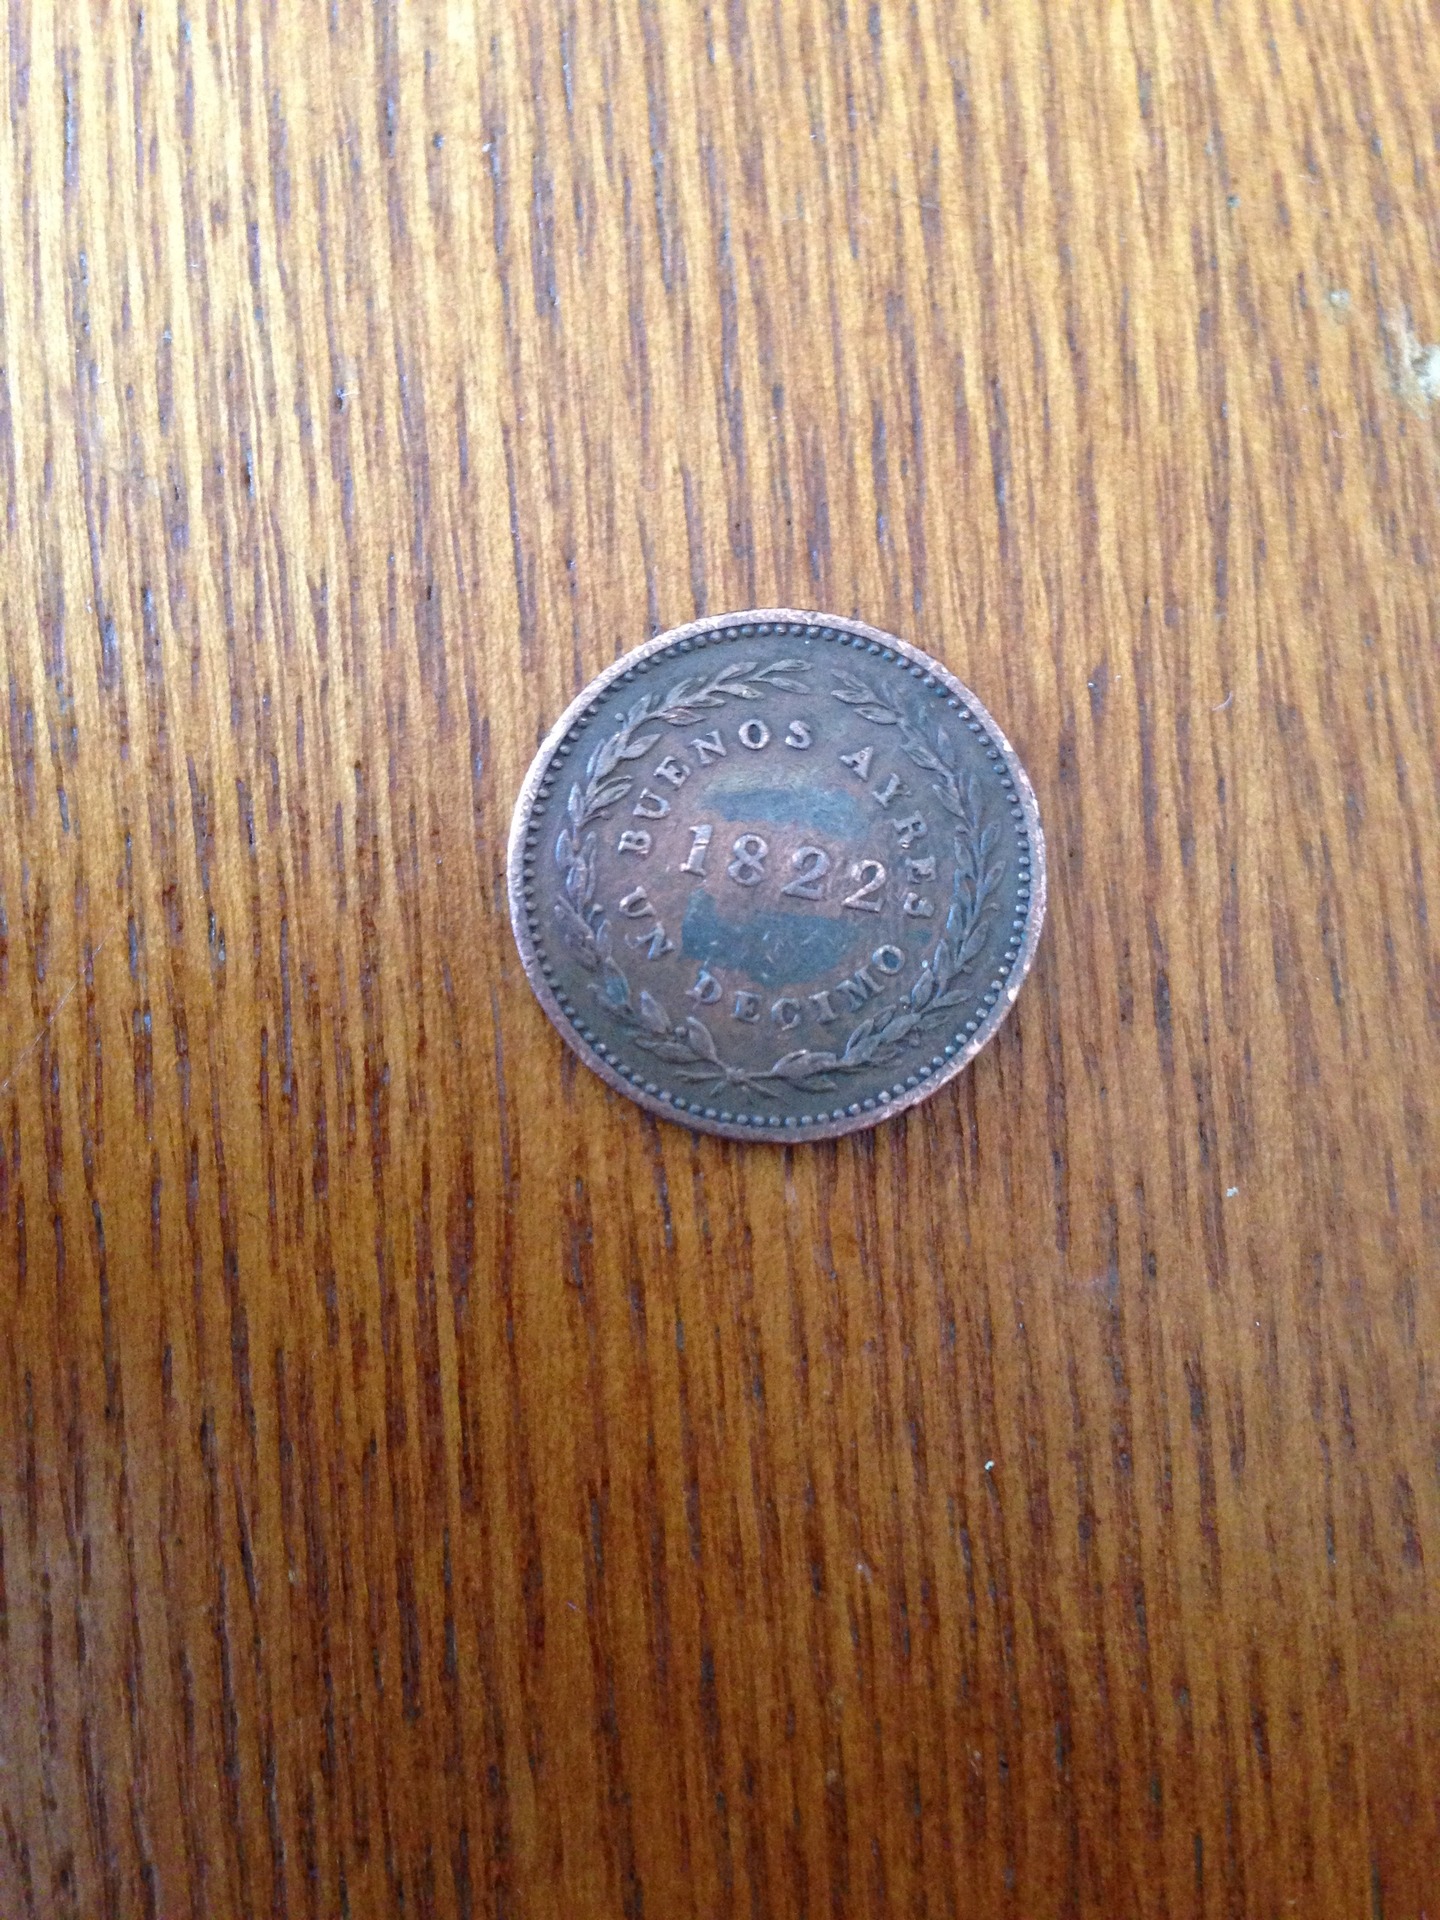 BUENOS AYRES
1822
UN DECIMO